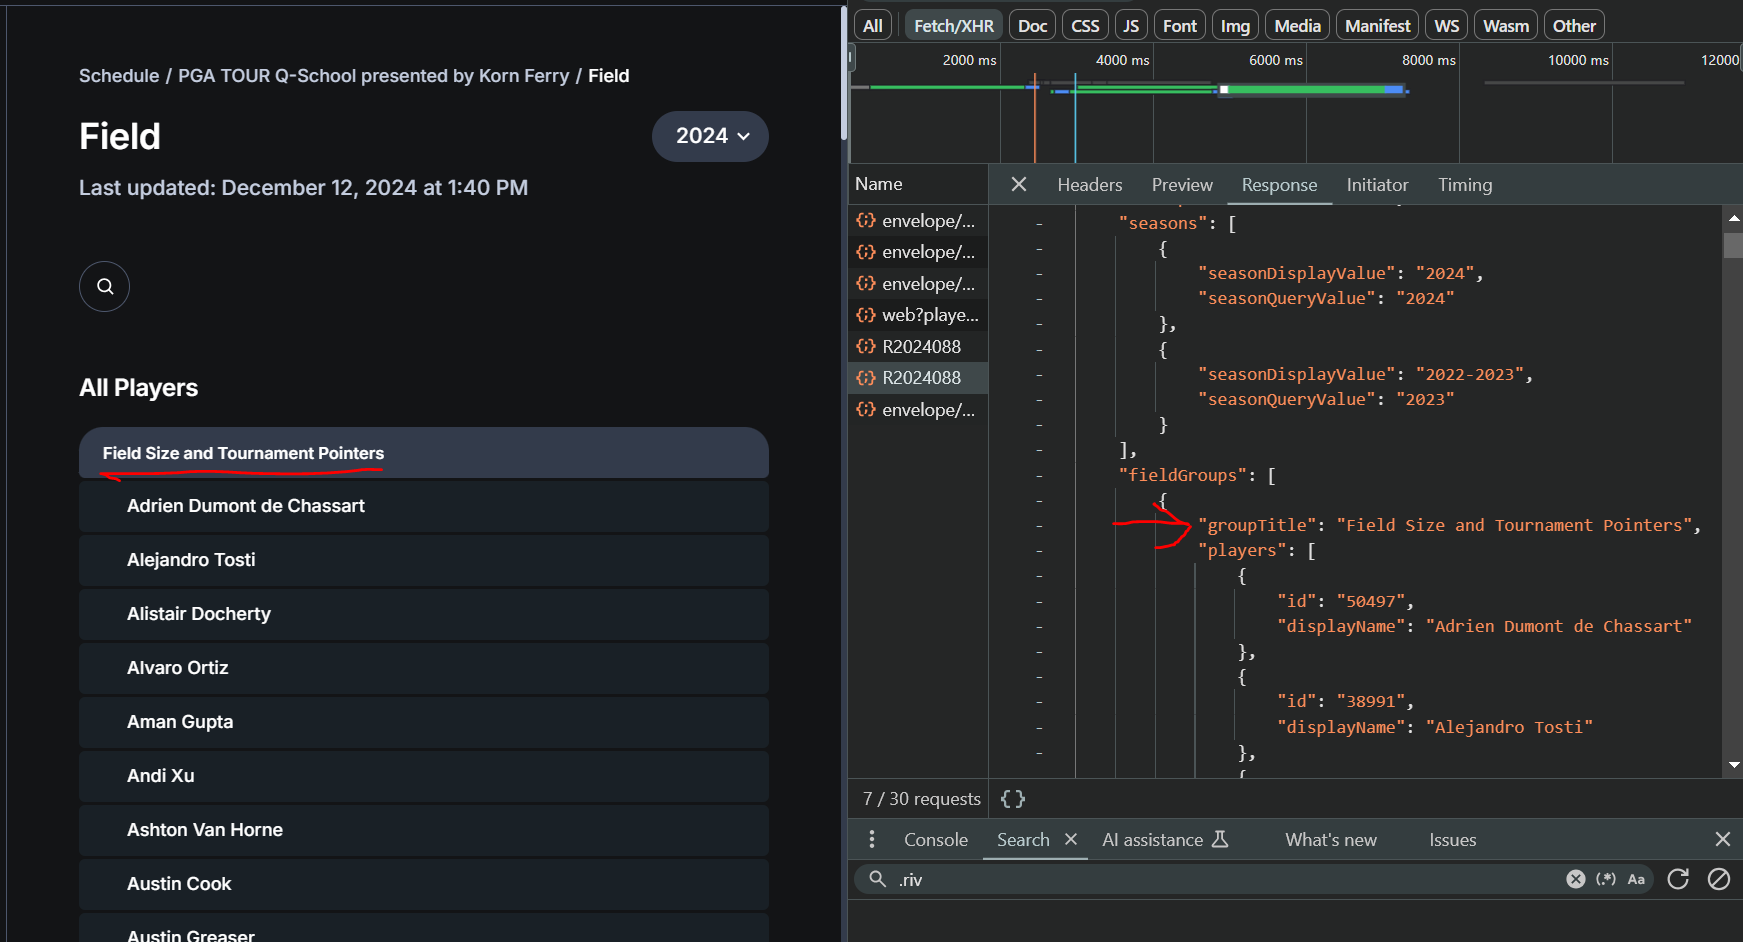 Schedule / PGA TOUR Q-School presented by Korn Ferry / Field
Field
2024
Last updated: December 12, 2024 at 1:40 PM
All Players
Field Size and Tournament Pointers
Adrien Dumont de Chassart
Alejandro Tosti
Alistair Docherty
Alvaro Ortiz
Aman Gupta
Andi Xu
Ashton Van Horne
Austin Cook
Austin Greaser
All Fetch/XHR Doc CSS JS Font Img Media Manifest WS Wasm Other
2000 ms 4000 ms 6000 ms 8000 ms 10000 ms 12000
Name
envelope/...
envelope/...
envelope/...
web?playe...
R2024088
R2024088
envelope/...
Headers Preview Response Initiator Timing
"seasons": [
{
"seasonDisplayValue": "2024",
"seasonQueryValue": "2024"
},
{
"seasonDisplayValue": "2022-2023",
"seasonQueryValue": "2023"
}
],
"fieldGroups": [
{
"groupTitle": "Field Size and Tournament Pointers",
"players": [
{
"id": "50497",
"displayName": "Adrien Dumont de Chassart"
},
{
"id": "38991",
"displayName": "Alejandro Tosti"
},
{
7 / 30 requests { }
Console Search AI assistance What's new Issues
.riv (.*) Aa